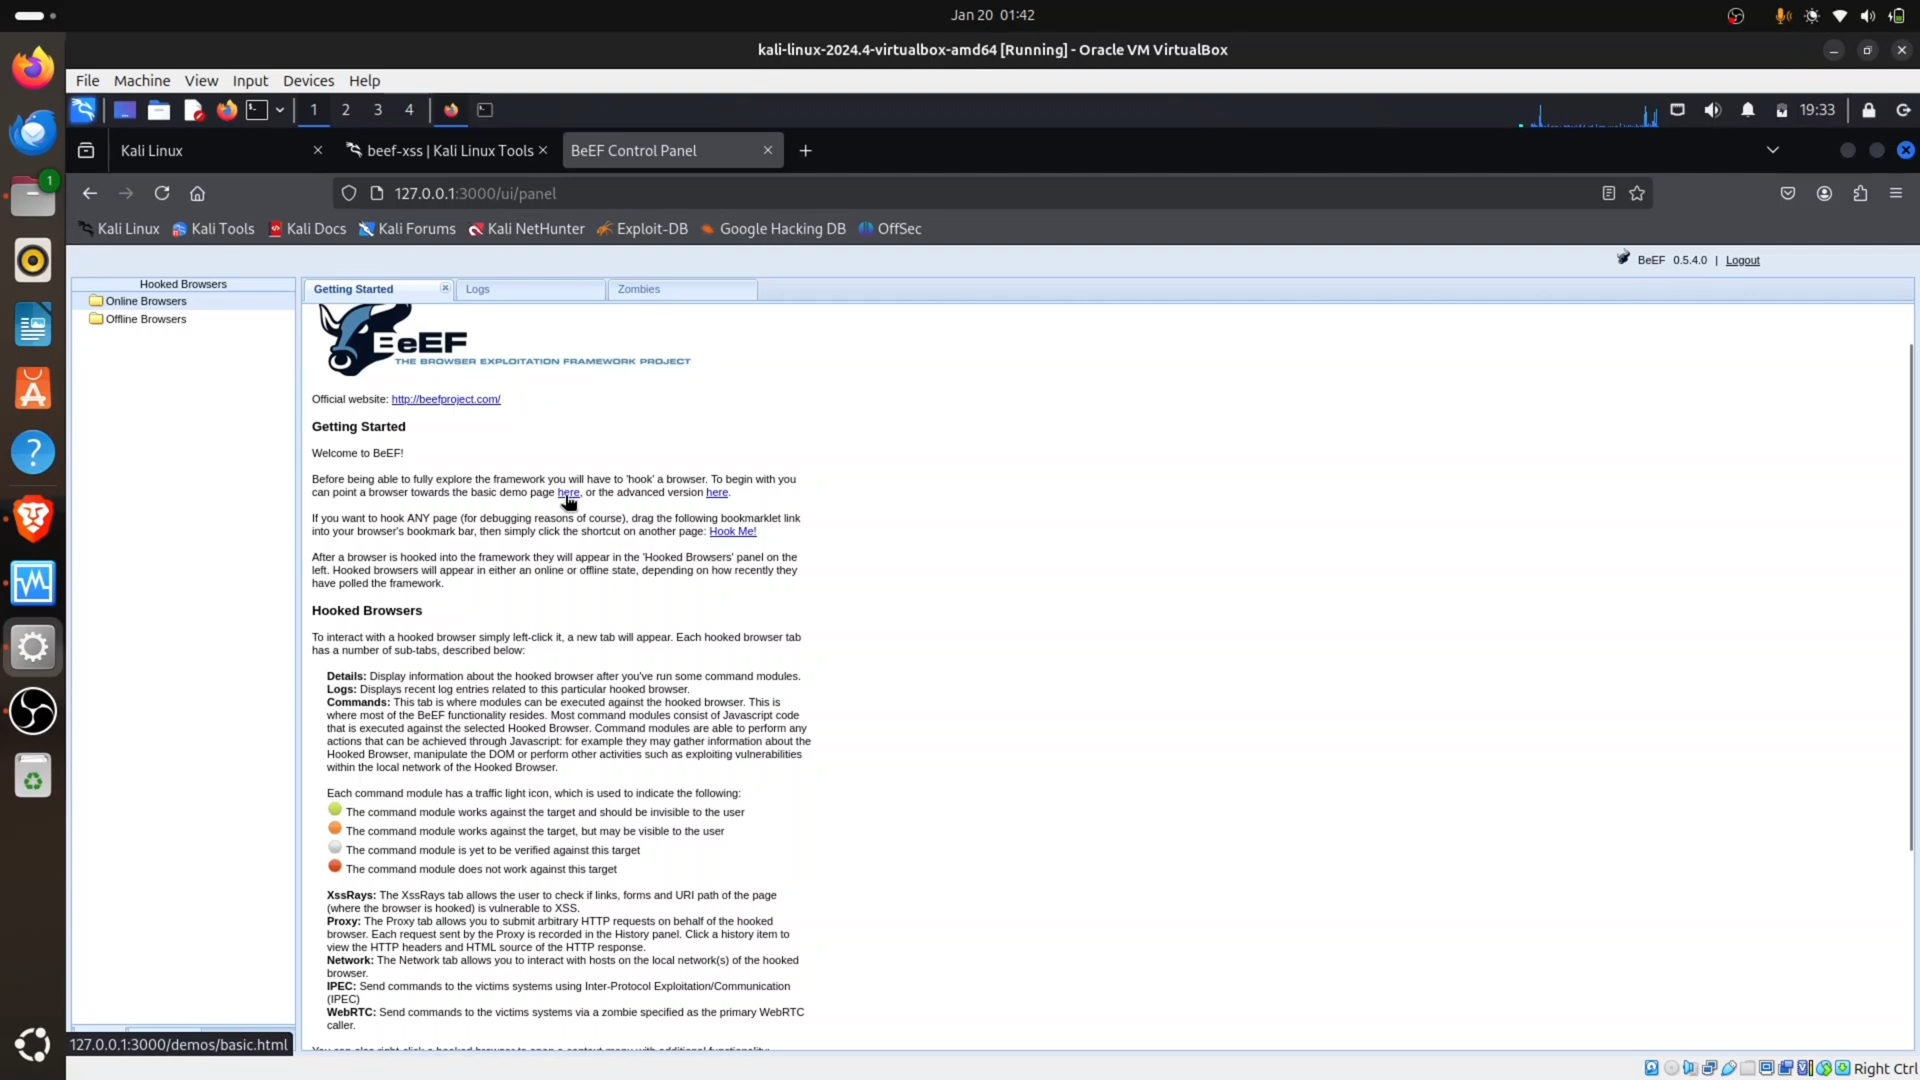 Jan 20 01:42
kali-linux-2024.4-virtualbox-amd64 [Running] - Oracle VM VirtualBox
File Machine View Input Devices Help
1 2 3 4
19:33
1
Kali Linux
beef-xss | Kali Linux Tools
BeEF Control Panel
127.0.0.1:3000/ui/panel
Kali Linux Kali Tools Kali Docs Kali Forums Kali NetHunter Exploit-DB Google Hacking DB OffSec
BeEF 0.5.4.0 | Logout
Hooked Browsers
Online Browsers
Offline Browsers
Getting Started Logs Zombies
BeEF
THE BROWSER EXPLOITATION FRAMEWORK PROJECT
Official website: http://beefproject.com/
Getting Started
Welcome to BeEF!
Before being able to fully explore the framework you will have to 'hook' a browser. To begin with you
can point a browser towards the basic demo page here, or the advanced version here.
If you want to hook ANY page (for debugging reasons of course), drag the following bookmarklet link
into your browser's bookmark bar, then simply click the shortcut on another page: Hook Me!
After a browser is hooked into the framework they will appear in the 'Hooked Browsers' panel on the
left. Hooked browsers will appear in either an online or offline state, depending on how recently they
have polled the framework.
Hooked Browsers
To interact with a hooked browser simply left-click it, a new tab will appear. Each hooked browser tab
has a number of sub-tabs, described below:
Details: Display information about the hooked browser after you've run some command modules.
Logs: Displays recent log entries related to this particular hooked browser.
Commands: This tab is where modules can be executed against the hooked browser. This is
where most of the BeEF functionality resides. Most command modules consist of Javascript code
that is executed against the selected Hooked Browser. Command modules are able to perform any
actions that can be achieved through Javascript: for example they may gather information about the
Hooked Browser, manipulate the DOM or perform other activities such as exploiting vulnerabilities
within the local network of the Hooked Browser.
Each command module has a traffic light icon, which is used to indicate the following:
The command module works against the target and should be invisible to the user
The command module works against the target, but may be visible to the user
The command module is yet to be verified against this target
The command module does not work against this target
XssRays: The XssRays tab allows the user to check if links, forms and URI path of the page
(where the browser is hooked) is vulnerable to XSS.
Proxy: The Proxy tab allows you to submit arbitrary HTTP requests on behalf of the hooked
browser. Each request sent by the Proxy is recorded in the History panel. Click a history item to
view the HTTP headers and HTML source of the HTTP response.
Network: The Network tab allows you to interact with hosts on the local network(s) of the hooked
browser.
IPEC: Send commands to the victims systems using Inter-Protocol Exploitation/Communication
(IPEC)
WebRTC: Send commands to the victims systems via a zombie specified as the primary WebRTC
caller.
You can also right-click a hooked browser to open a context-menu with additional functionality:
127.0.0.1:3000/demos/basic.html
Right Ctrl